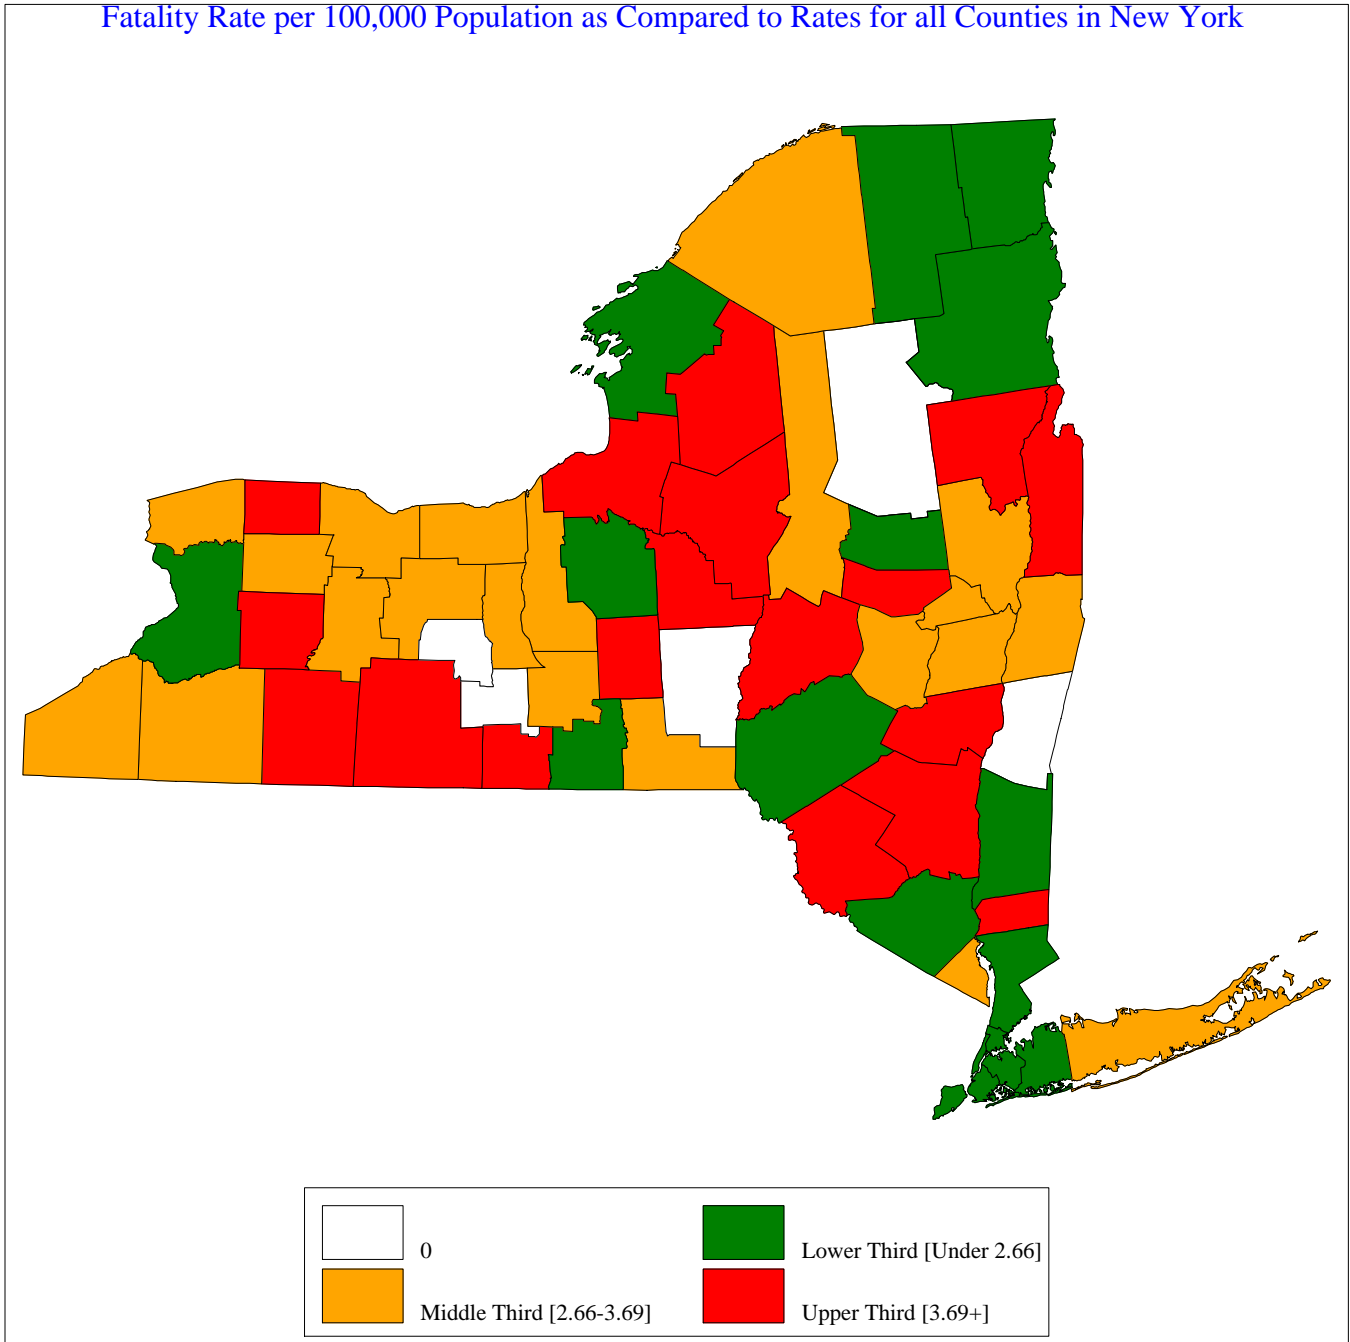 Fatality Rate per 100,000 Population as Compared to Rates for all Counties in New York
0
Lower Third [Under 2.66]
Middle Third [2.66-3.69]
Upper Third [3.69+]